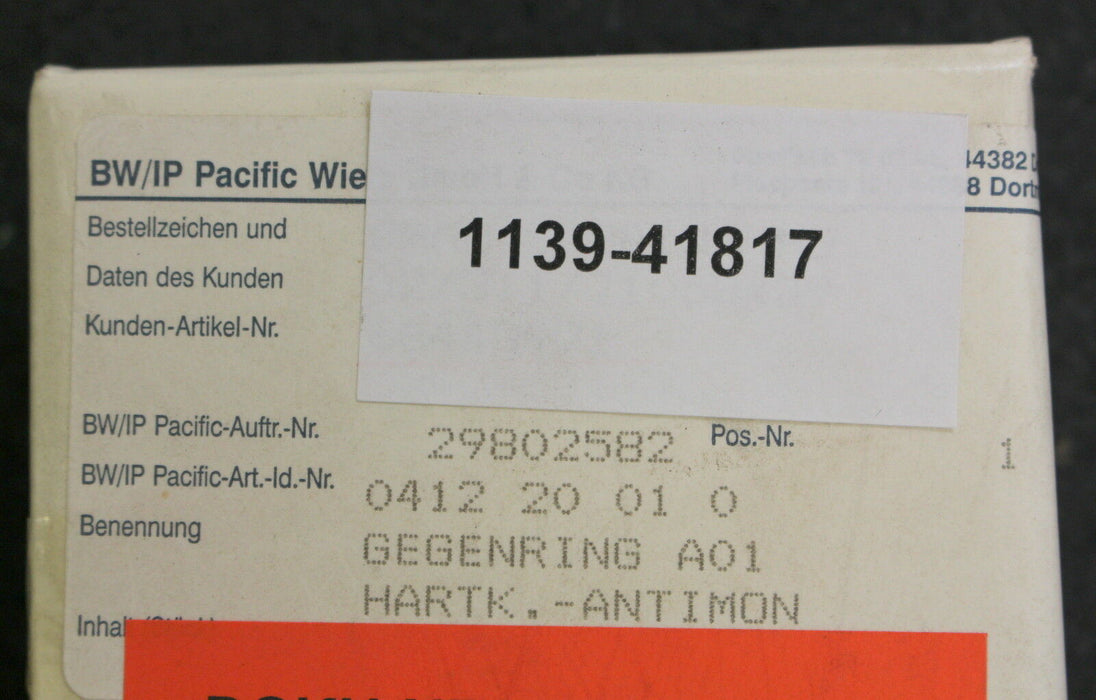 BW/IP Pacific Wie
44382
8 Dortm
1139-41817
Bestellzeichen und
Daten des Kunden
Kunden-Artikel-Nr.
BW/IP Pacific-Auftr.-Nr. 29802582 Pos.-Nr. 1
BW/IP Pacific-Art.-Id.-Nr. 0412 20 01 0
Benennung GEGENRING A01
HARTK.-ANTIMON